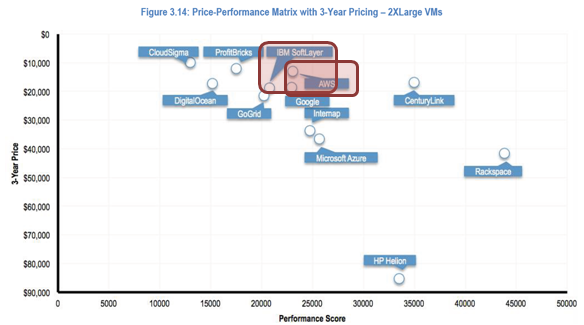 Figure 3.14: Price-Performance Matrix with 3-Year Pricing – 2XLarge VMs
$0
$10,000
$20,000
$30,000
$40,000
$50,000
$60,000
$70,000
$80,000
$90,000
3-Year Price
CloudSigma
ProfitBricks
IBM SoftLayer
AWS
DigitalOcean
Google
CenturyLink
GoGrid
Internap
Microsoft Azure
Rackspace
HP Helion
0 5000 10000 15000 20000 25000 30000 35000 40000 45000 50000
Performance Score